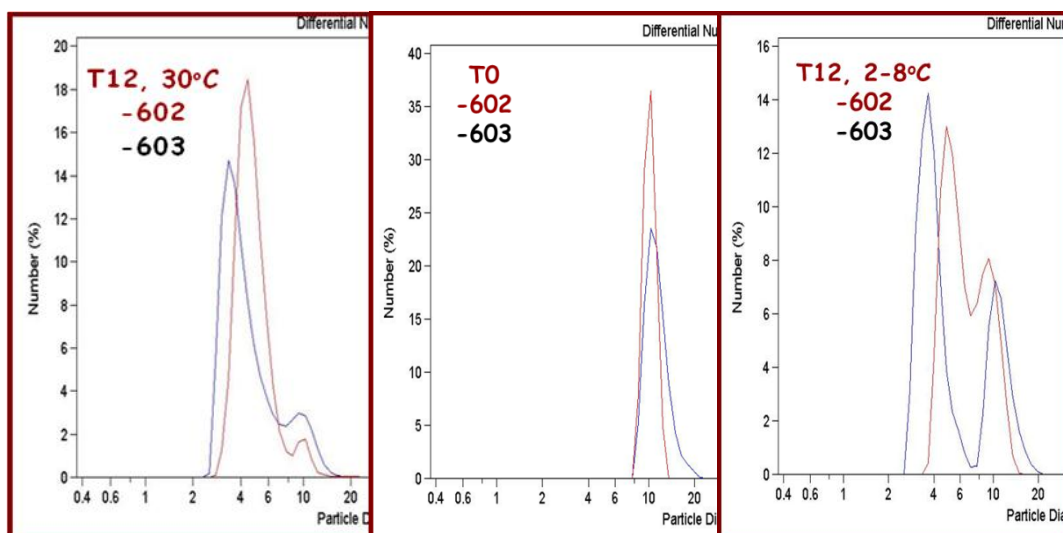 Differential N
T12, 30°C
-602
-603
Number (%)
20
18
16
14
12
10
8
6
4
2
0
0.4 0.6 1 2 4 6 10 20
Particle D
Differential Nu
T0
-602
-603
Number (%)
40
35
30
25
20
15
10
5
0
0.4 0.6 1 2 4 6 10 20
Particle Di
Differential Nu
T12, 2-8°C
-602
-603
Number (%)
16
14
12
10
8
6
4
2
0
0.4 0.6 1 2 4 6 10 20
Particle Dia